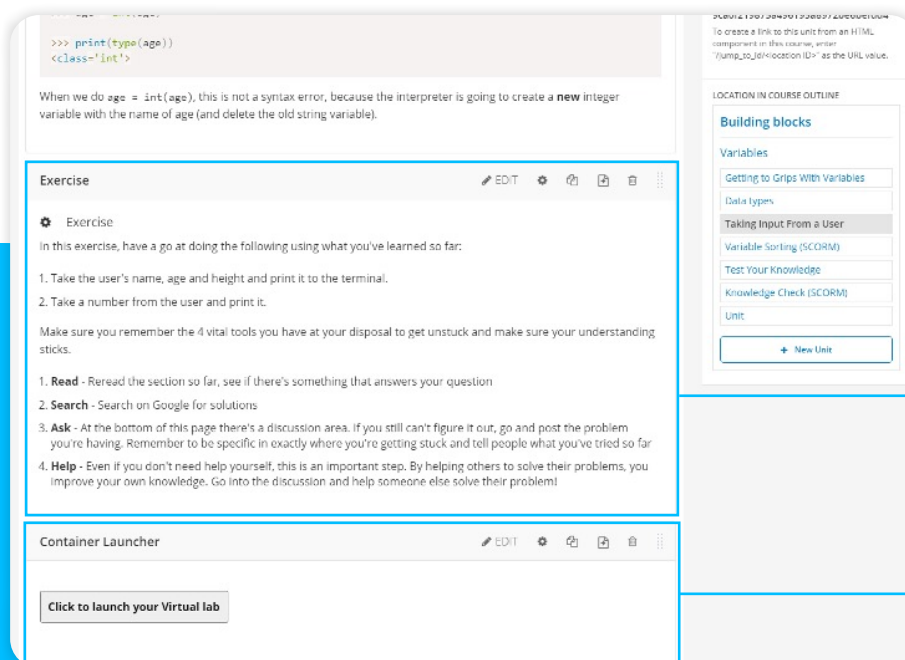 >>> print(type(age))
<class='int'>
When we do age = int(age), this is not a syntax error, because the interpreter is going to create a new integer
variable with the name of age (and delete the old string variable).
Exercise
EDIT
Exercise
In this exercise, have a go at doing the following using what you've learned so far:
1. Take the user's name, age and height and print it to the terminal.
2. Take a number from the user and print it.
Make sure you remember the 4 vital tools you have at your disposal to get unstuck and make sure your understanding
sticks.
1. Read - Reread the section so far, see if there's something that answers your question
2. Search - Search on Google for solutions
3. Ask - At the bottom of this page there's a discussion area. If you still can't figure it out, go and post the problem
you're having. Remember to be specific in exactly where you're getting stuck and tell people what you've tried so far
4. Help - Even if you don't need help yourself, this is an important step. By helping others to solve their problems, you
improve your own knowledge. Go into the discussion and help someone else solve their problem!
Container Launcher
EDIT
Click to launch your Virtual lab
To create a link to this unit from an HTML
component in this course, enter
"/jump_to_id/<location ID>" as the URL value.
LOCATION IN COURSE OUTLINE
Building blocks
Variables
Getting to Grips With Variables
Data types
Taking Input From a User
Variable Sorting (SCORM)
Test Your Knowledge
Knowledge Check (SCORM)
Unit
+ New Unit